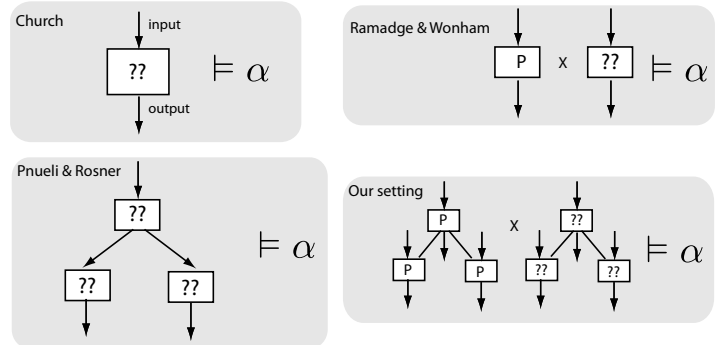 Church
input
??
⊨ α
output
Ramadge & Wonham
P x ?? ⊨ α
Pnueli & Rosner
??
⊨ α
?? ??
Our setting
P x ??
⊨ α
P P ?? ??